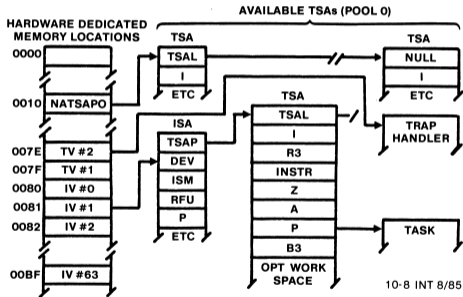 HARDWARE DEDICATED
MEMORY LOCATIONS
AVAILABLE TSAs (POOL 0)
0000
TSA
TSAL
I
ETC
TSA
NULL
I
ETC
0010 NATSAPO
ISA
TSAP
DEV
ISM
RFU
P
ETC
TSA
TSAL
I
R3
INSTR
Z
A
P
B3
OPT WORK
SPACE
TRAP
HANDLER
007E TV #2
007F TV #1
0080 IV #0
0081 IV #1
0082 IV #2
00BF IV #63
TASK
10-8 INT 8/85